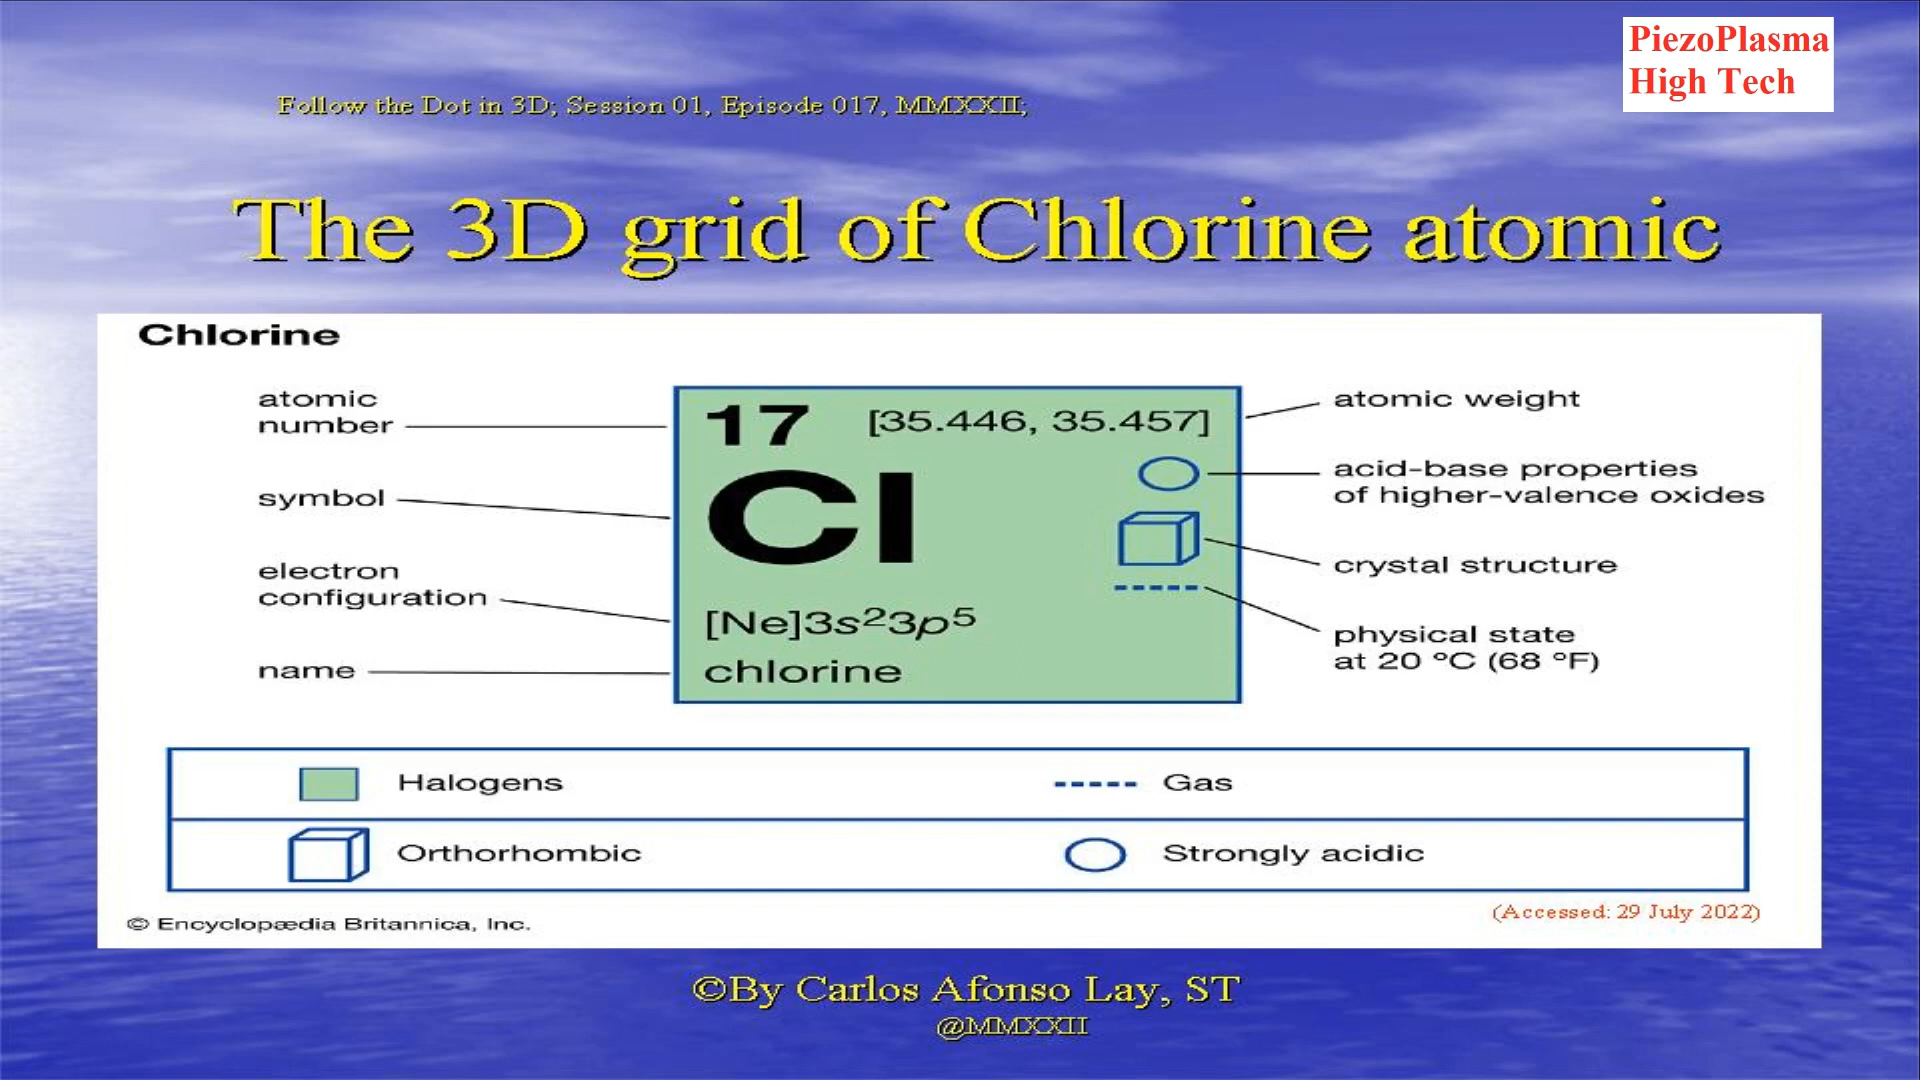 PiezoPlasma
High Tech
Follow the Dot in 3D; Session 01, Episode 017, MMXXII;
The 3D grid of Chlorine atomic
Chlorine
atomic
number
symbol
electron
configuration
name
17 [35.446, 35.457]
Cl
[Ne]3s²3p⁵
chlorine
atomic weight
acid-base properties
of higher-valence oxides
crystal structure
physical state
at 20 °C (68 °F)
Halogens
Gas
Orthorhombic
Strongly acidic
© Encyclopædia Britannica, Inc.
(Accessed: 29 July 2022)
©By Carlos Afonso Lay, ST
@MMXXII